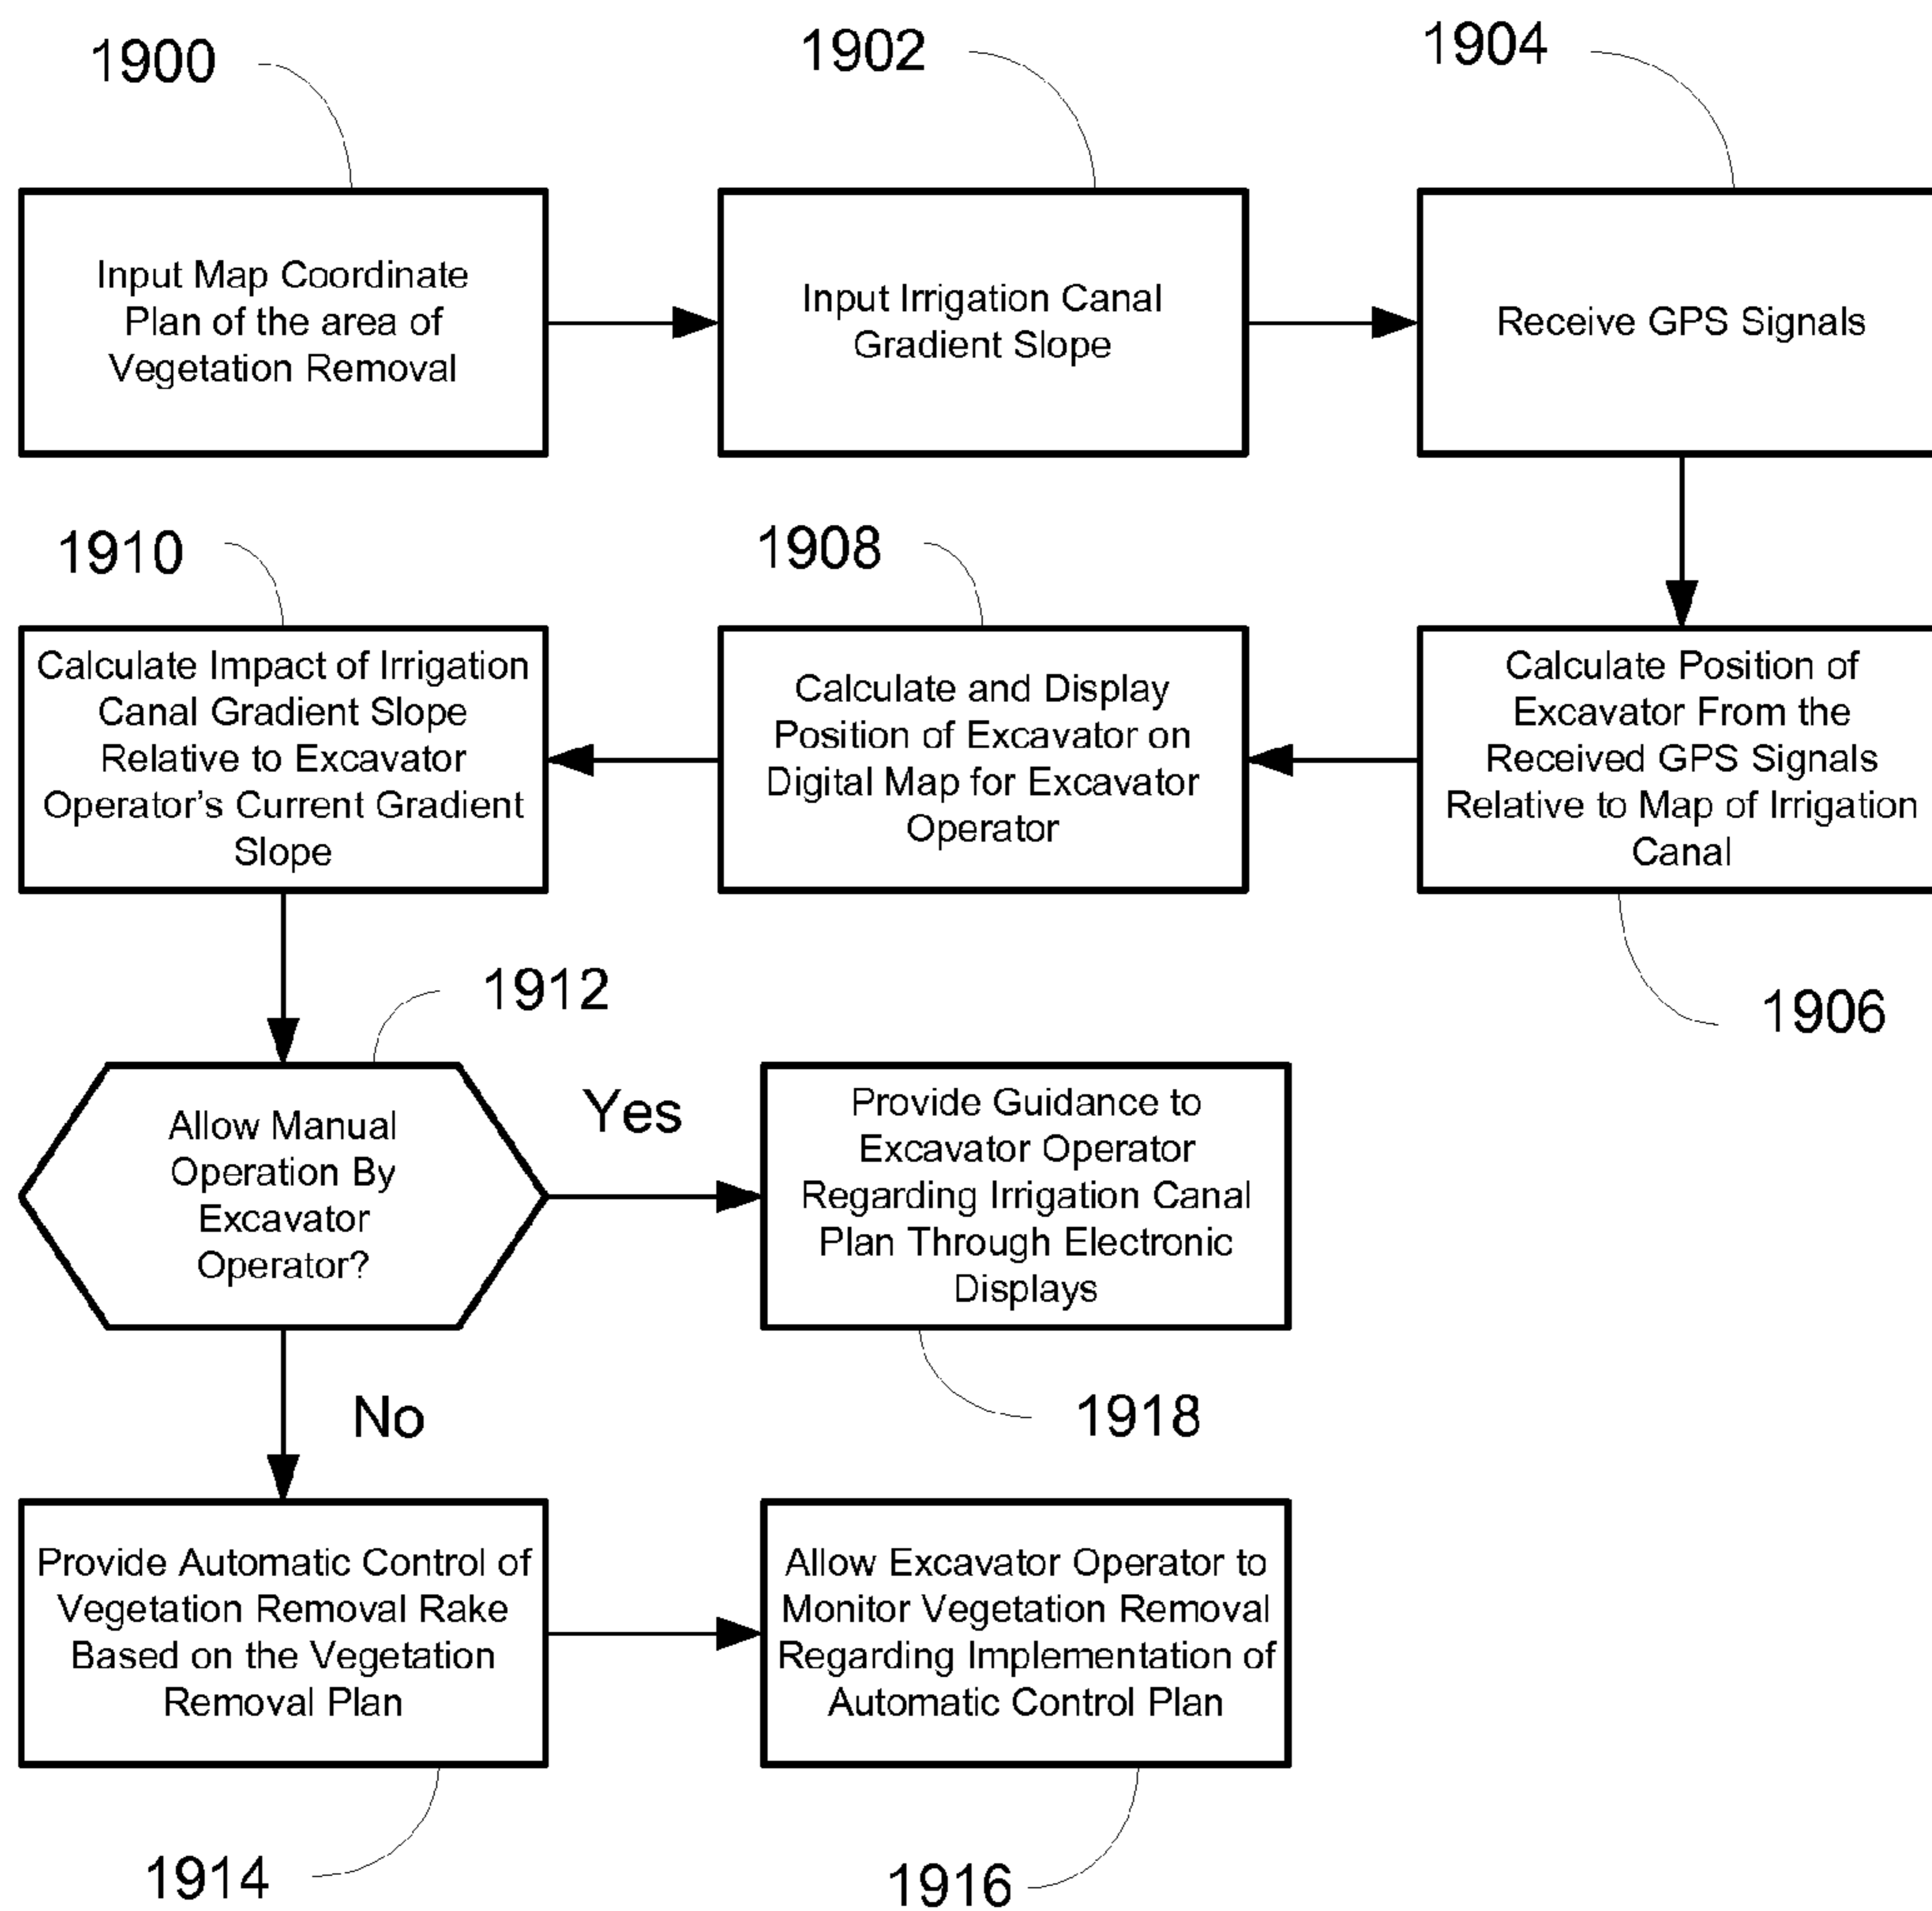 1900
1902
1904
Input Map Coordinate
Plan of the area of
Vegetation Removal
Input Irrigation Canal
Gradient Slope
Receive GPS Signals
1910
1908
Calculate Impact of Irrigation
Canal Gradient Slope
Relative to Excavator
Operator's Current Gradient
Slope
Calculate and Display
Position of Excavator on
Digital Map for Excavator
Operator
Calculate Position of
Excavator From the
Received GPS Signals
Relative to Map of Irrigation
Canal
1906
1912
Allow Manual
Operation By
Excavator
Operator?
Yes
Provide Guidance to
Excavator Operator
Regarding Irrigation Canal
Plan Through Electronic
Displays
1918
No
Provide Automatic Control of
Vegetation Removal Rake
Based on the Vegetation
Removal Plan
Allow Excavator Operator to
Monitor Vegetation Removal
Regarding Implementation of
Automatic Control Plan
1914
1916